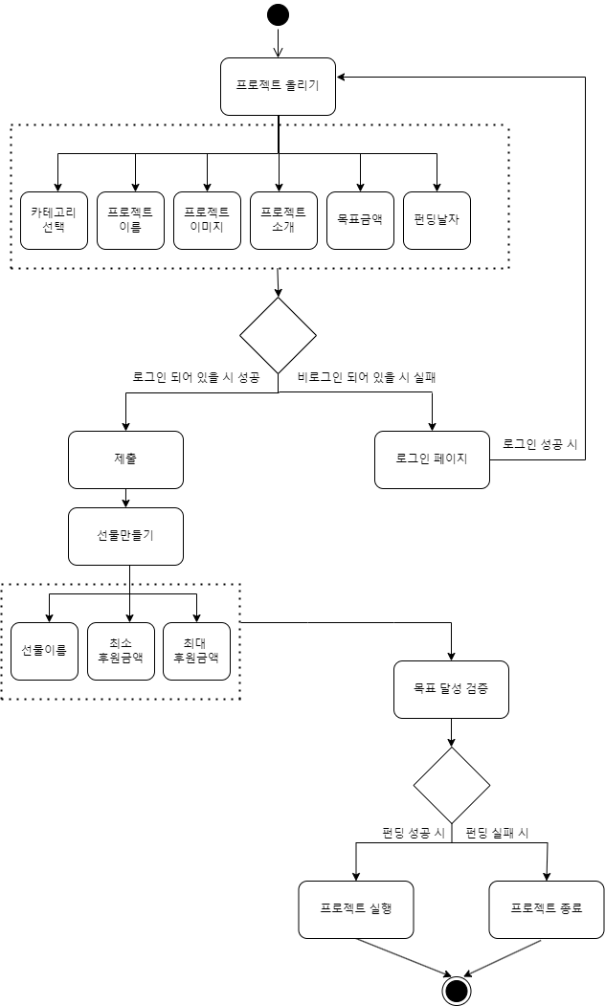 프로젝트 올리기
카테고리
선택
프로젝트
이름
프로젝트
이미지
프로젝트
소개
목표금액
펀딩날자
로그인 되어 있을 시 성공
비로그인 되어 있을 시 실패
제출
로그인 페이지
로그인 성공 시
선물만들기
선물이름
최소
후원금액
최대
후원금액
목표 달성 검증
펀딩 성공 시
펀딩 실패 시
프로젝트 실행
프로젝트 종료